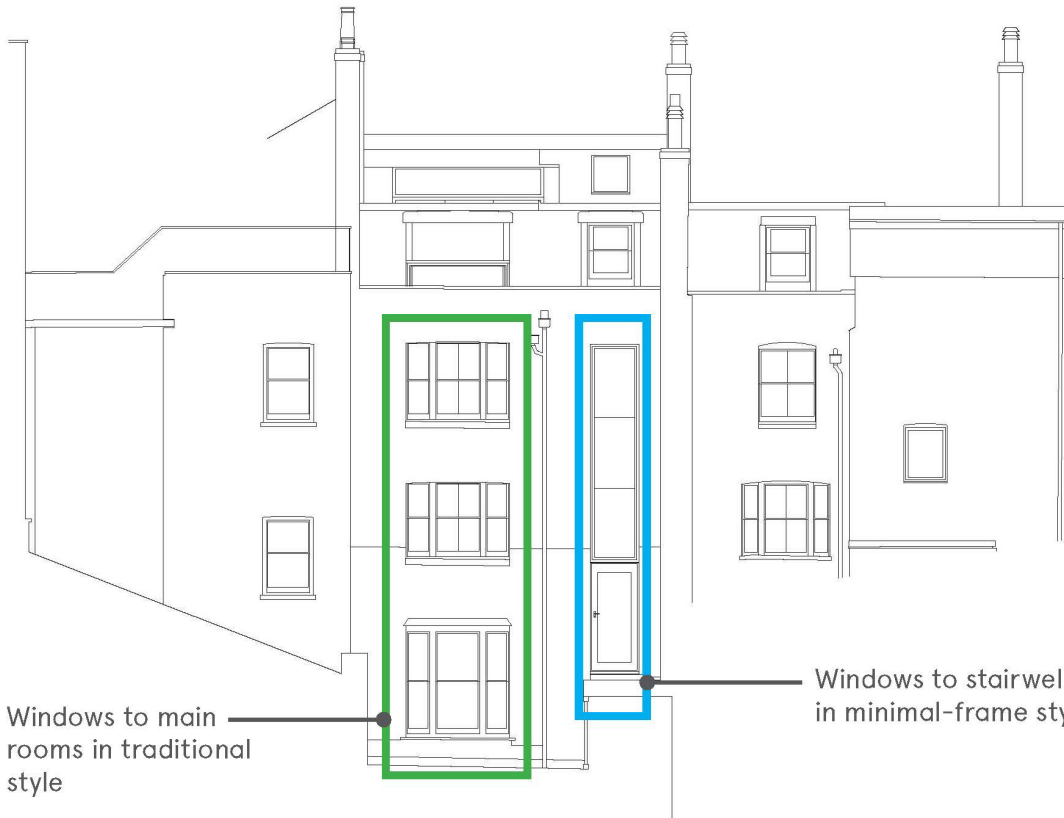 Windows to main
rooms in traditional
style
Windows to stairwel
in minimal-frame sty